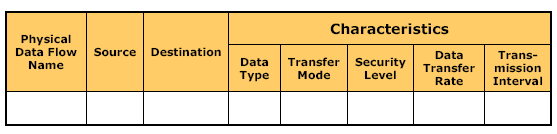 Physical
Data Flow
Name
Source
Destination
Characteristics
Data
Type
Transfer
Mode
Security
Level
Data
Transfer
Rate
Trans-
mission
Interval